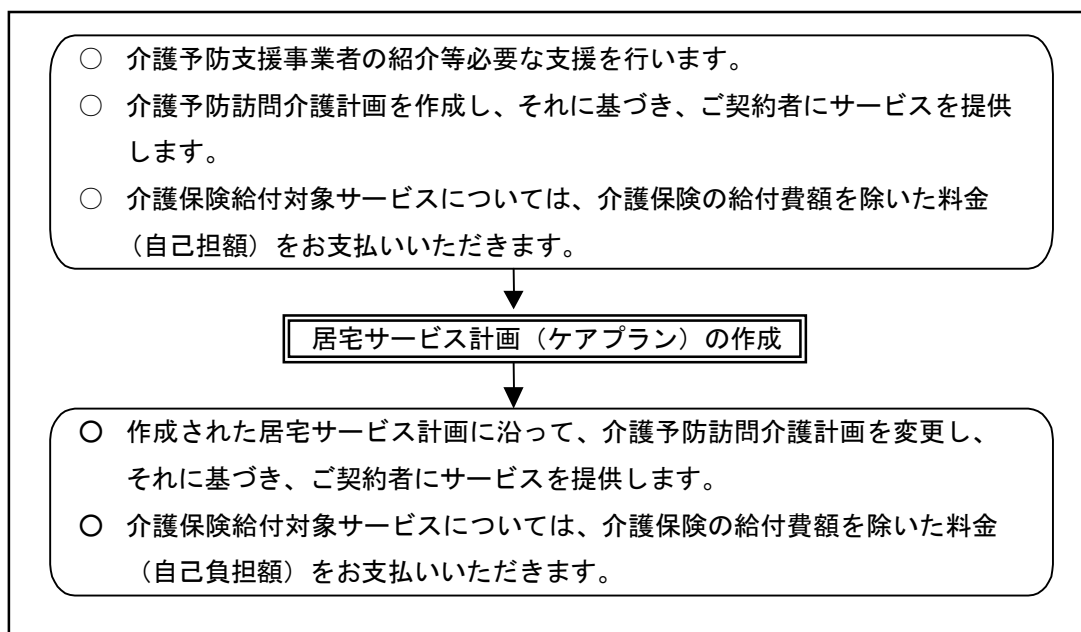 ○ 介護予防支援事業者の紹介等必要な支援を行います。
○ 介護予防訪問介護計画を作成し、それに基づき、ご契約者にサービスを提供
します。
○ 介護保険給付対象サービスについては、介護保険の給付費額を除いた料金
（自己担額）をお支払いいただきます。
居宅サービス計画（ケアプラン）の作成
○ 作成された居宅サービス計画に沿って、介護予防訪問介護計画を変更し、
それに基づき、ご契約者にサービスを提供します。
○ 介護保険給付対象サービスについては、介護保険の給付費額を除いた料金
（自己負担額）をお支払いいただきます。